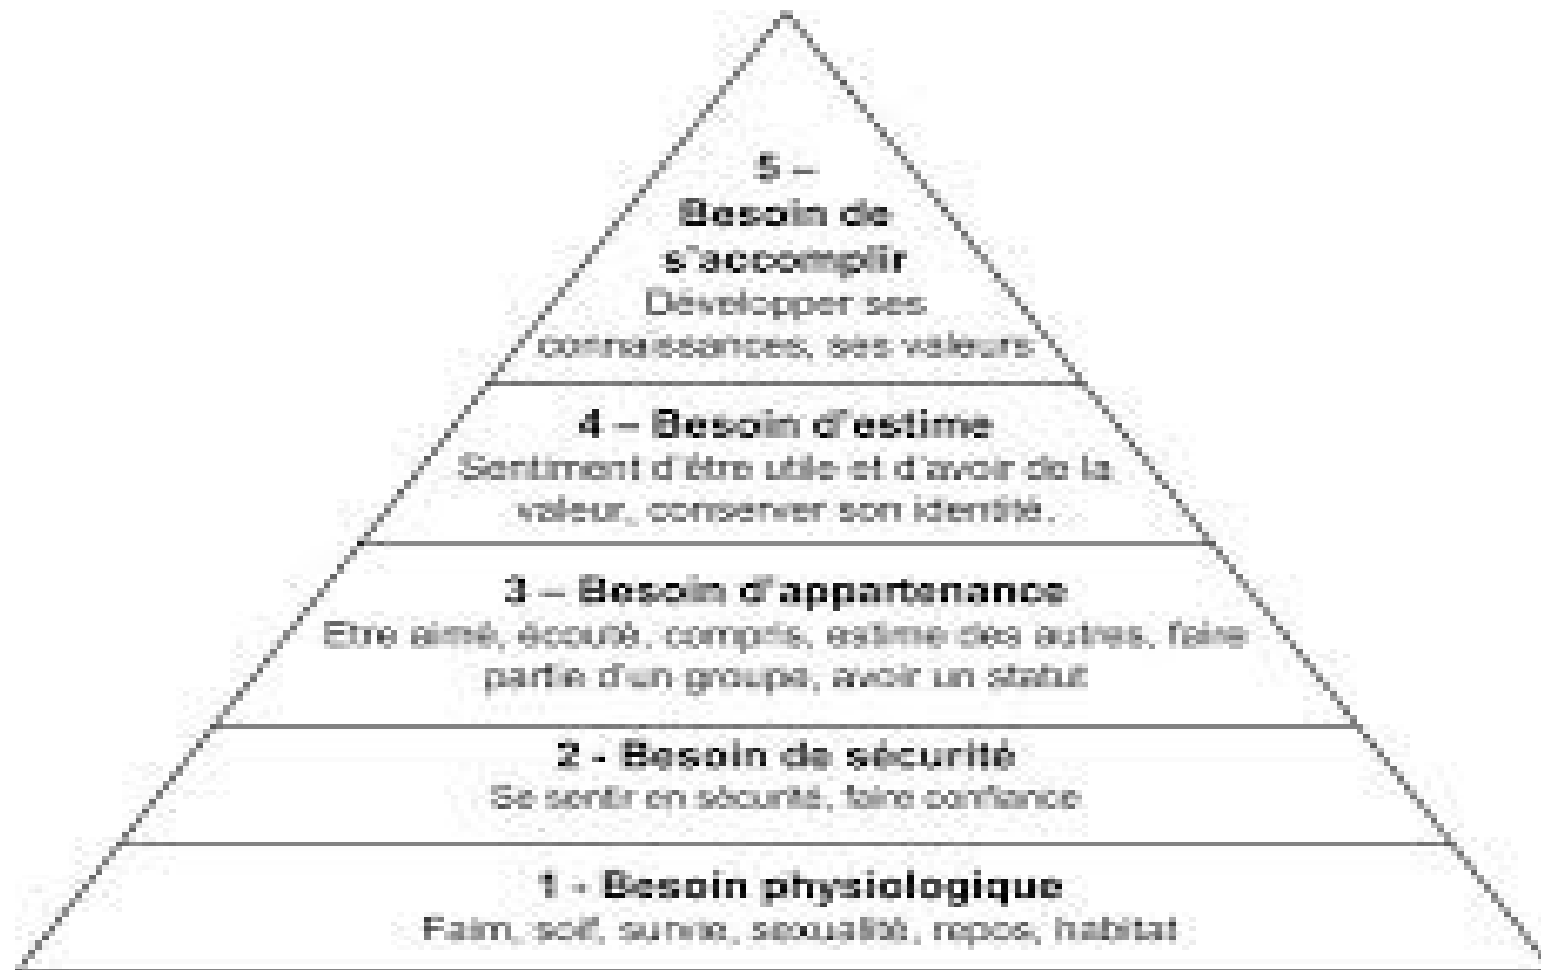 5 –
Besoin de
s'accomplir
Développer ses
connaissances, ses valeurs
4 – Besoin d'estime
Sentiment d'être utile et d'avoir de la
valeur, conserver son identité.
3 – Besoin d'appartenance
Etre aimé, écouté, compris, estime des autres, faire
partie d'un groupe, avoir un statut
2 - Besoin de sécurité
Se sentir en sécurité, faire confiance
1 - Besoin physiologique
Faim, soif, survie, sexualité, repos, habitat